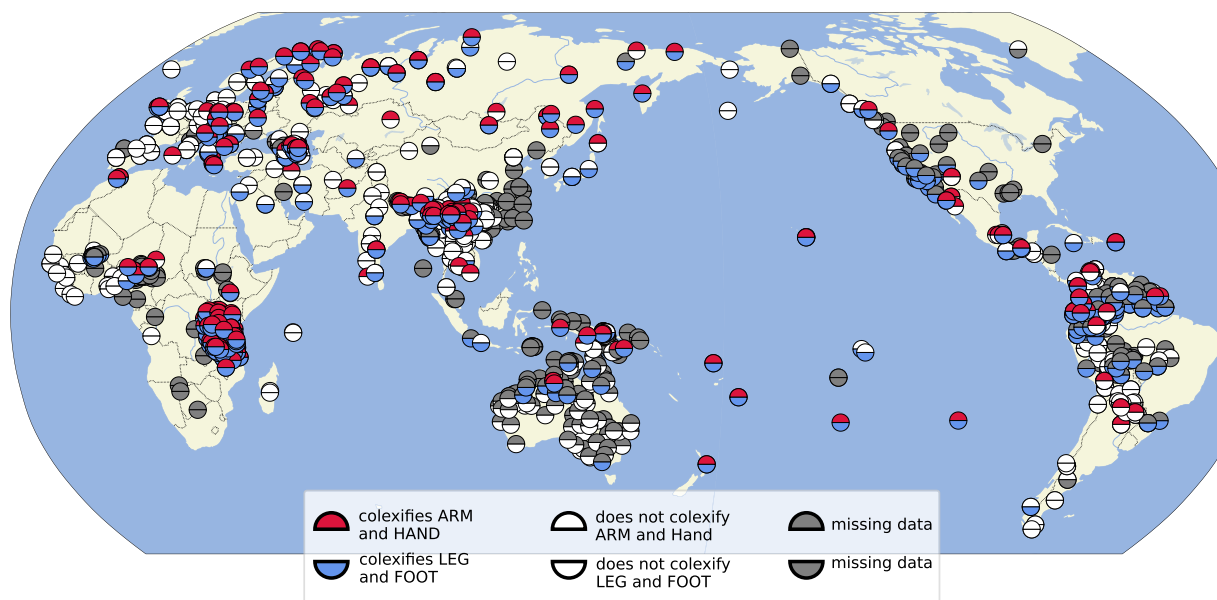 colexifies ARM
and HAND
does not colexify
ARM and Hand
missing data
colexifies LEG
and FOOT
does not colexify
LEG and FOOT
missing data